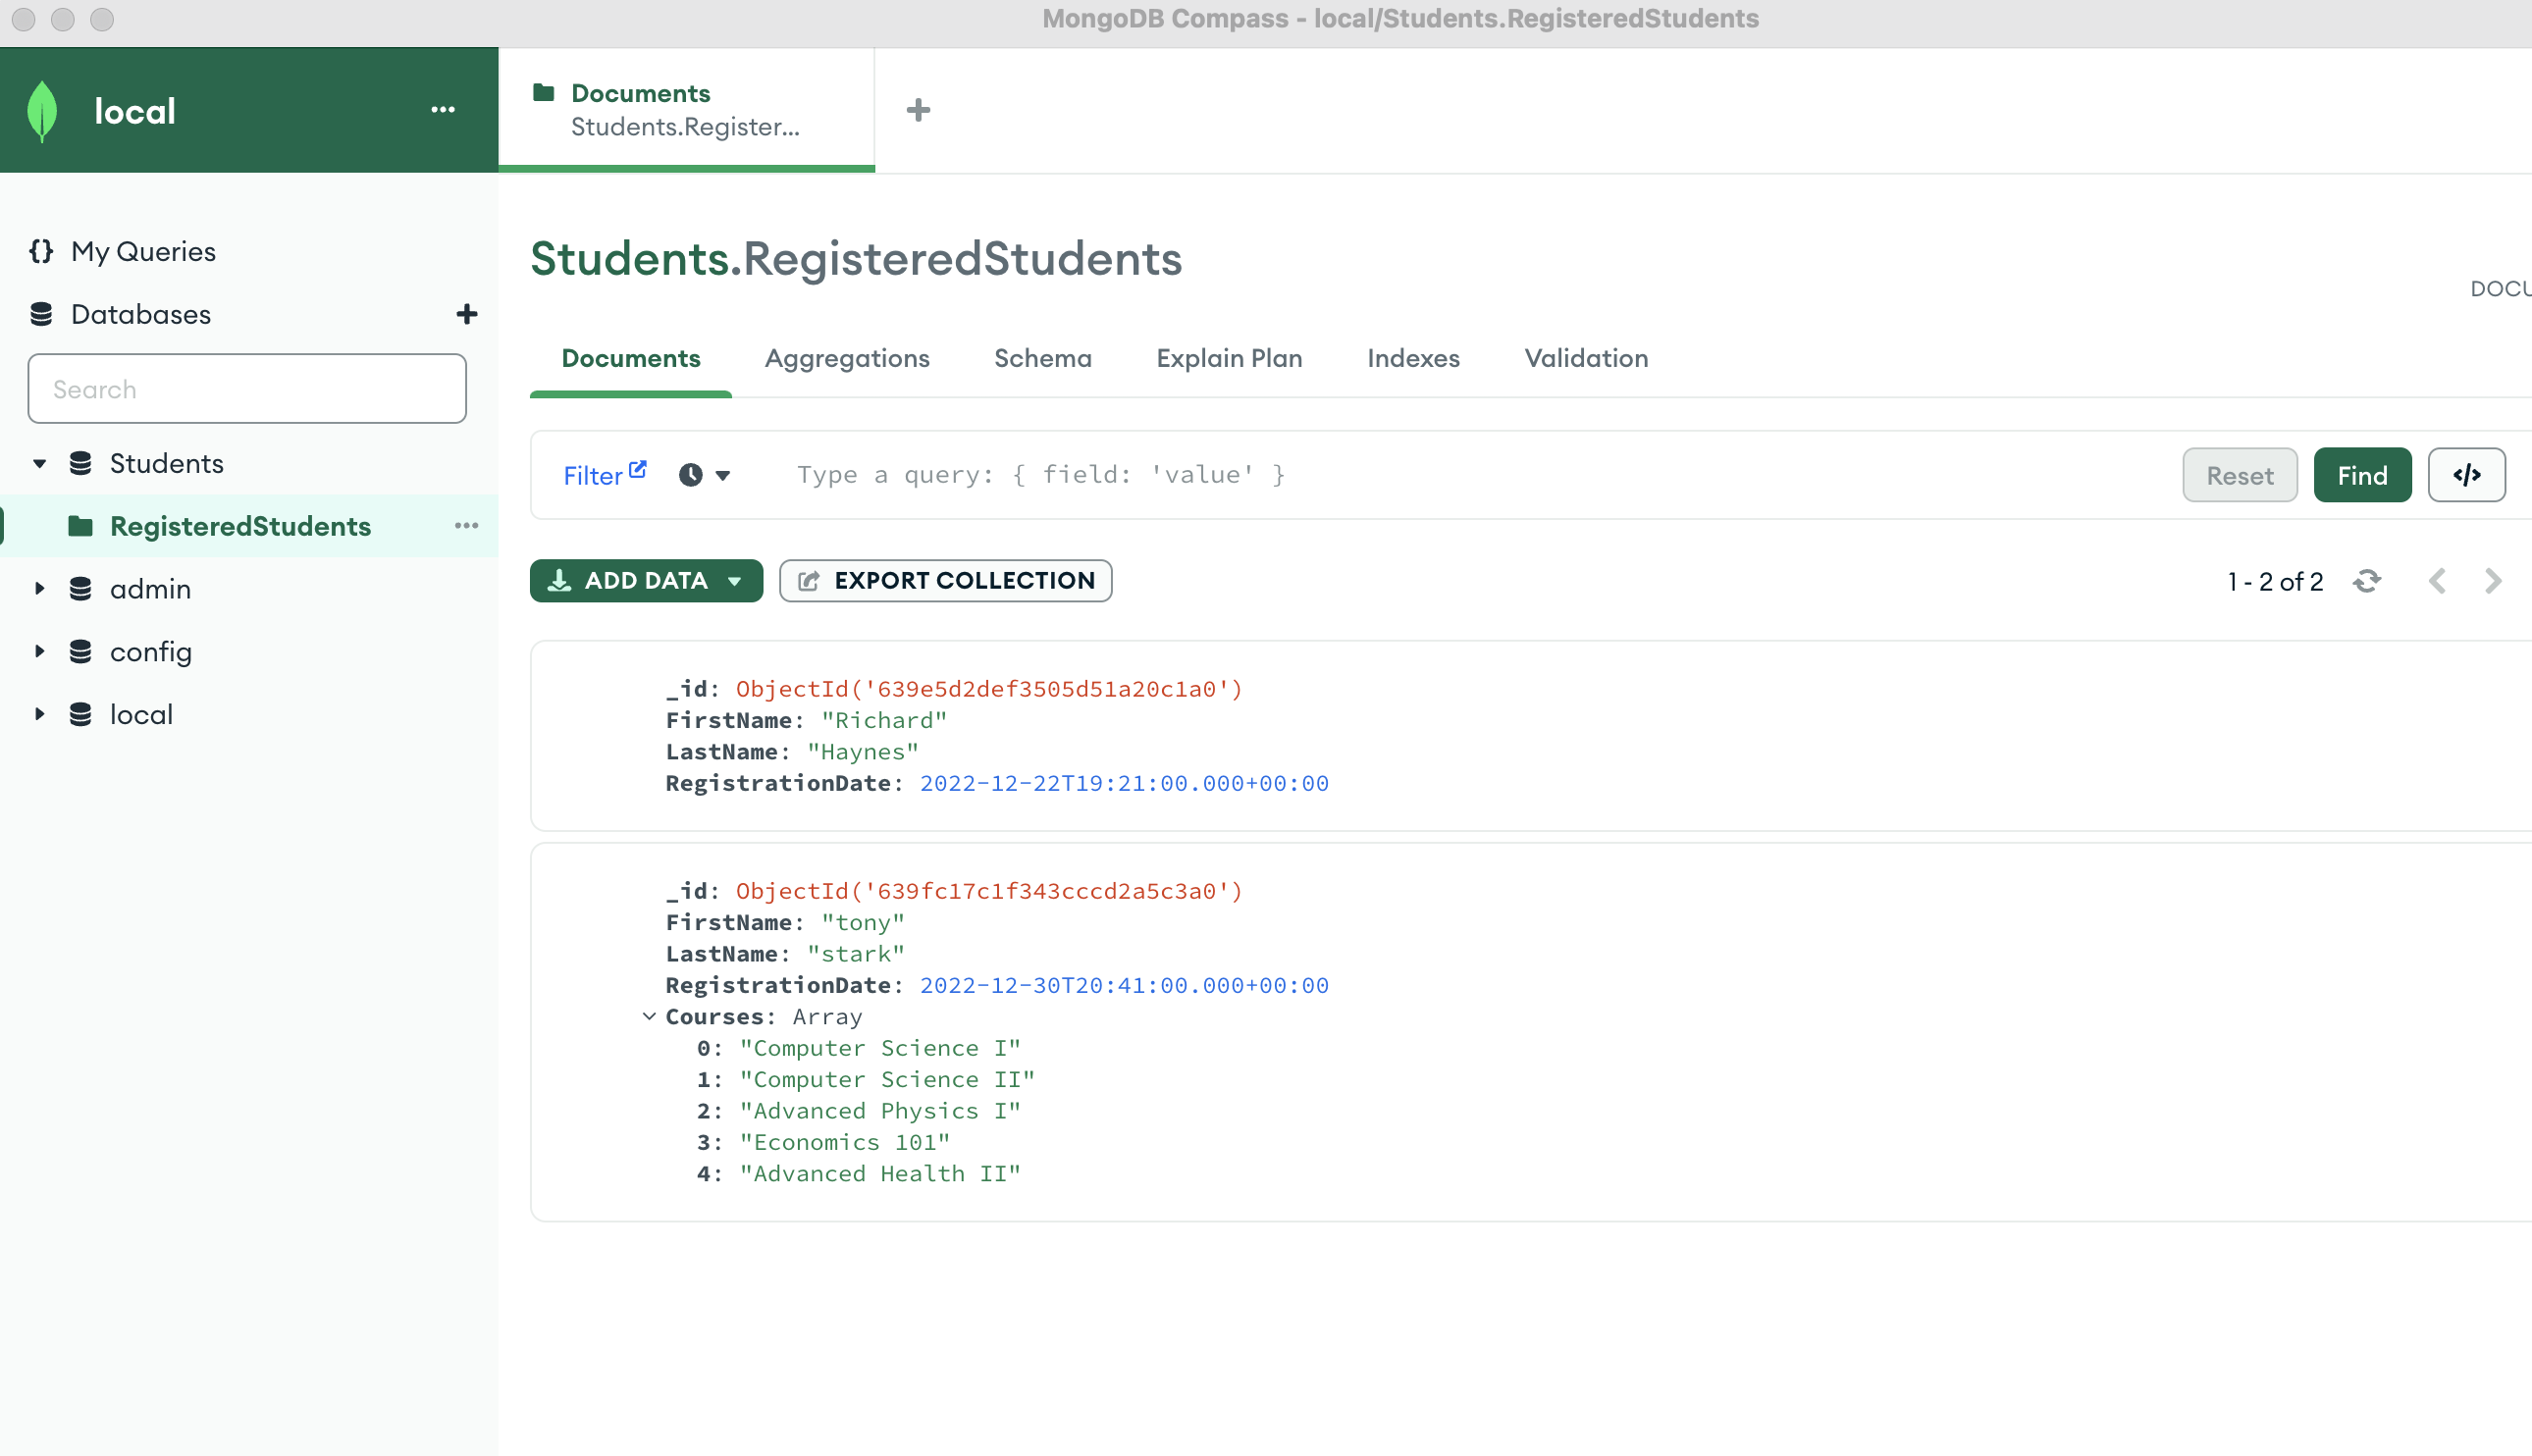 MongoDB Compass - local/Students.RegisteredStudents
local
Documents
Students.Register...
My Queries
Databases
Search
Students
RegisteredStudents
admin
config
local
Students.RegisteredStudents
DOCU
Documents Aggregations Schema Explain Plan Indexes Validation
Filter Type a query: { field: 'value' } Reset Find </>
ADD DATA EXPORT COLLECTION 1 - 2 of 2
_id: ObjectId('639e5d2def3505d51a20c1a0')
FirstName: "Richard"
LastName: "Haynes"
RegistrationDate: 2022-12-22T19:21:00.000+00:00
_id: ObjectId('639fc17c1f343cccd2a5c3a0')
FirstName: "tony"
LastName: "stark"
RegistrationDate: 2022-12-30T20:41:00.000+00:00
Courses: Array
0: "Computer Science I"
1: "Computer Science II"
2: "Advanced Physics I"
3: "Economics 101"
4: "Advanced Health II"